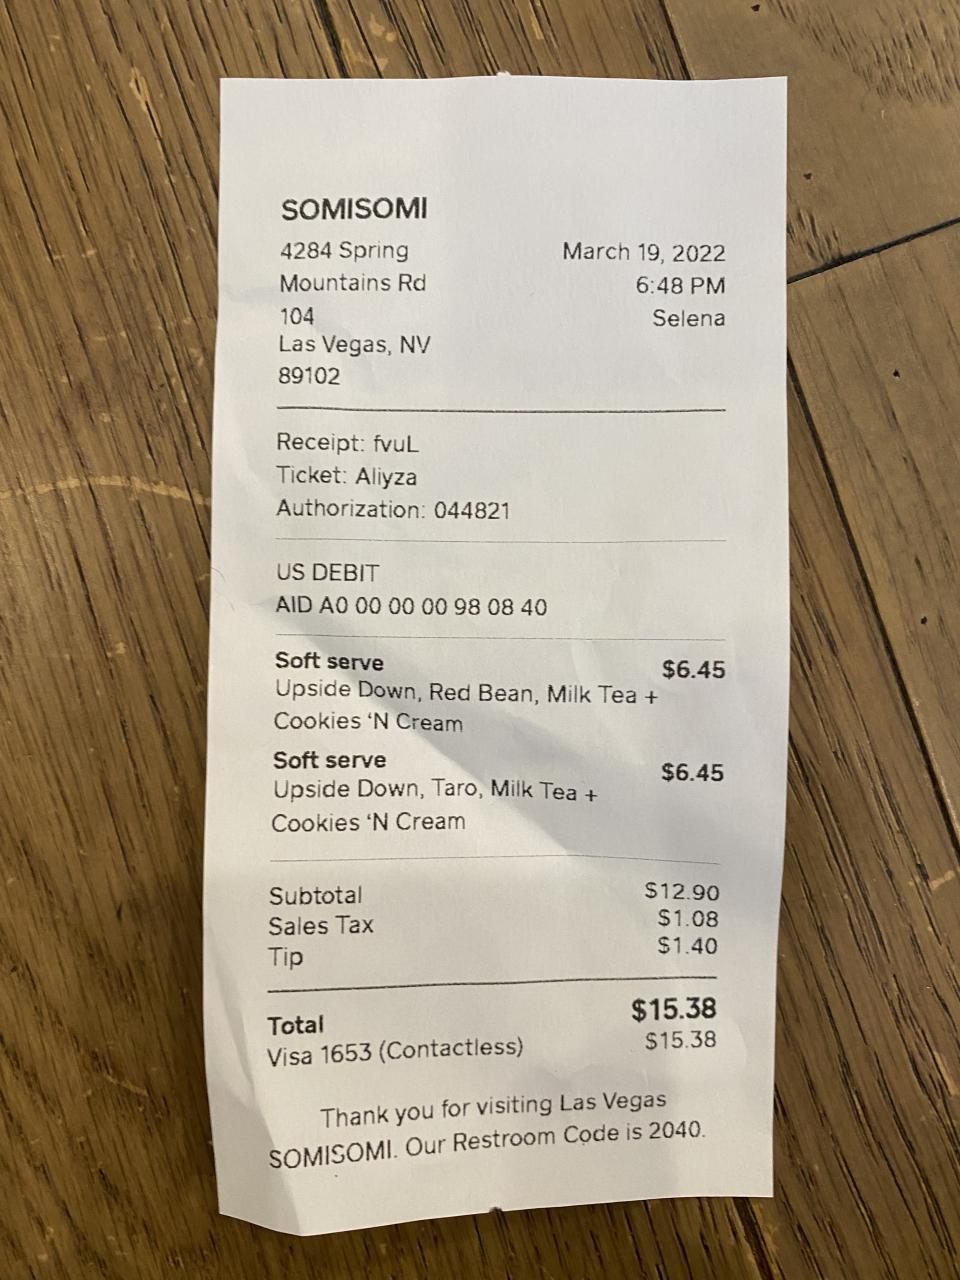 SOMISOMI
4284 Spring
Mountains Rd
104
Las Vegas, NV
89102
March 19, 2022
6:48 PM
Selena
Receipt: fvuL
Ticket: Aliyza
Authorization: 044821
US DEBIT
AID A0 00 00 00 98 08 40
Soft serve $6.45
Upside Down, Red Bean, Milk Tea +
Cookies ‘N Cream
Soft serve $6.45
Upside Down, Taro, Milk Tea +
Cookies ‘N Cream
Subtotal $12.90
Sales Tax $1.08
Tip $1.40
Total $15.38
Visa 1653 (Contactless) $15.38
Thank you for visiting Las Vegas
SOMISOMI. Our Restroom Code is 2040.